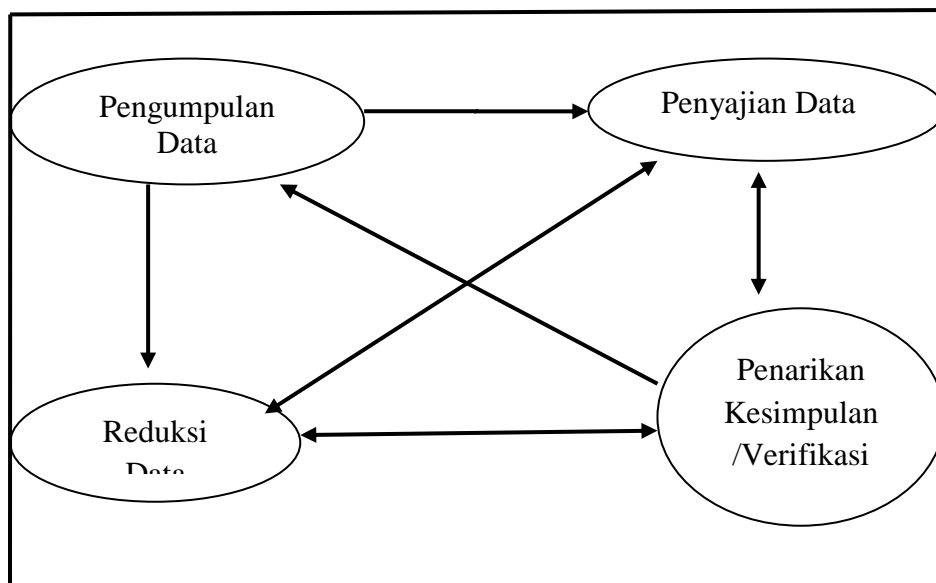 Pengumpulan
Data
Penyajian Data
Reduksi
Data
Penarikan
Kesimpulan
/Verifikasi